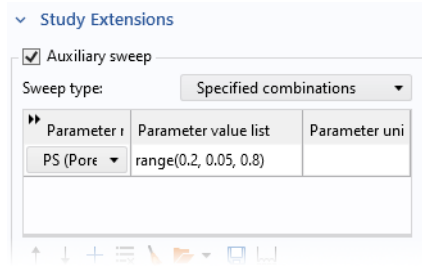 Study Extensions
Auxiliary sweep
Sweep type: Specified combinations
Parameter r Parameter value list Parameter uni
PS (Pore range(0.2, 0.05, 0.8)